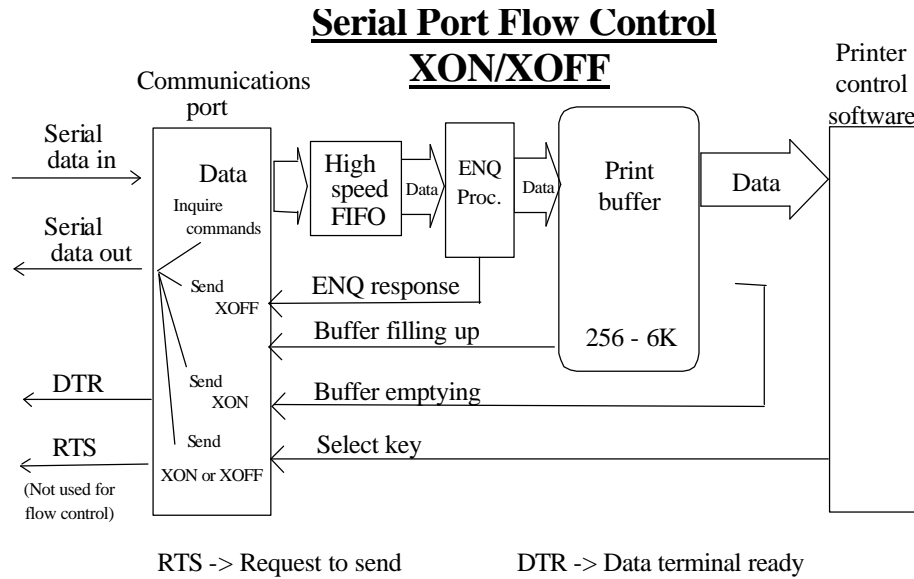 Serial Port Flow Control
XON/XOFF
Communications
port
Printer
control
software
Serial
data in
Serial
data out
DTR
RTS
(Not used for
flow control)
Data
Inquire
commands
Send
XOFF
Send
XON
Send
XON or XOFF
High
speed
FIFO
Data
ENQ
Proc.
Data
Print
buffer
256 - 6K
Data
ENQ response
Buffer filling up
Buffer emptying
Select key
RTS -> Request to send
DTR -> Data terminal ready